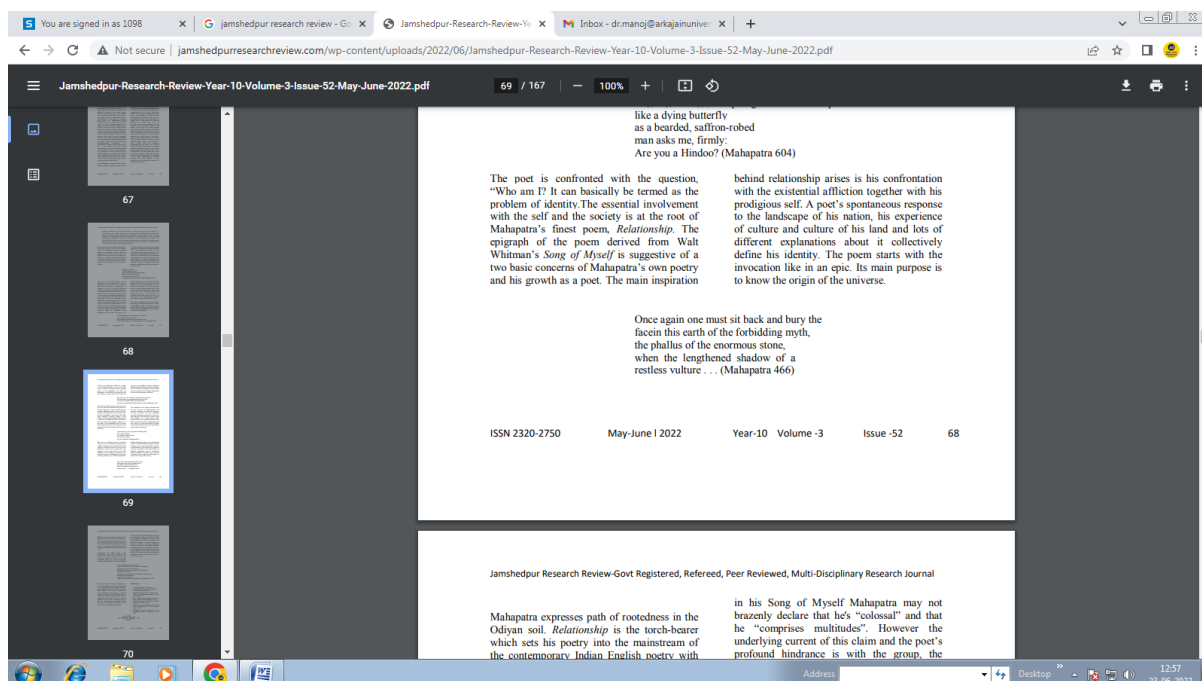 You are signed in as 1098
jamshedpur research review - Go
Jamshedpur-Research-Review-Ye
Inbox - dr.manoj@arkajainuniver
Not secure
jamshedpurresearchreview.com/wp-content/uploads/2022/06/Jamshedpur-Research-Review-Year-10-Volume-3-Issue-52-May-June-2022.pdf
Jamshedpur-Research-Review-Year-10-Volume-3-Issue-52-May-June-2022.pdf
69 / 167
100%
67
68
69
70
like a dying butterfly
as a bearded, saffron-robed
man asks me, firmly:
Are you a Hindoo? (Mahapatra 604)
The poet is confronted with the question,
“Who am I? It can basically be termed as the
problem of identity.The essential involvement
with the self and the society is at the root of
Mahapatra’s finest poem, Relationship. The
epigraph of the poem derived from Walt
Whitman’s Song of Myself is suggestive of a
two basic concerns of Mahapatra’s own poetry
and his growth as a poet. The main inspiration
behind relationship arises is his confrontation
with the existential affliction together with his
prodigious self. A poet’s spontaneous response
to the landscape of his nation, his experience
of culture and culture of his land and lots of
different explanations about it collectively
define his identity. The poem starts with the
invocation like in an epic. Its main purpose is
to know the origin of the universe.
Once again one must sit back and bury the
facein this earth of the forbidding myth,
the phallus of the enormous stone,
when the lengthened shadow of a
restless vulture . . . (Mahapatra 466)
ISSN 2320-2750 May-June l 2022 Year-10 Volume -3 Issue -52 68
Jamshedpur Research Review-Govt Registered, Refereed, Peer Reviewed, Multi-Disciplinary Research Journal
Mahapatra expresses path of rootedness in the
Odiyan soil. Relationship is the torch-bearer
which sets his poetry into the mainstream of
the contemporary Indian English poetry with
in his Song of Myself Mahapatra may not
brazenly declare that he's “colossal” and that
he “comprises multitudes”. However the
underlying current of this claim and the poet’s
profound hindrance is with the group, the
Address
Desktop
12:57
23-06-2022